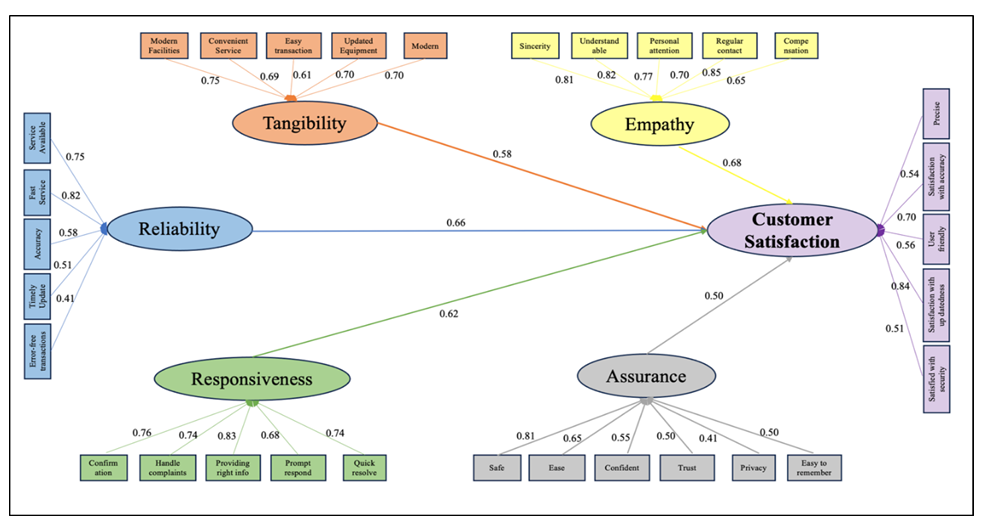 Modern
Facilities
Convenient
Service
Easy
transaction
Updated
Equipment
Modern
0.75
0.69
0.61
0.70
0.70
Tangibility
Sincerity
Understand
able
Personal
attention
Regular
contact
Compe
nsation
0.81
0.82
0.77
0.70
0.85
0.65
Empathy
Service
Available
Fast
Service
Accuracy
Timely
Update
Error-free
transactions
0.75
0.82
0.58
0.51
0.41
Reliability
0.58
0.68
0.66
0.62
0.50
Customer
Satisfaction
Precise
Satisfaction
with accuracy
User
friendly
Satisfaction with
up datedness
Satisfied with
security
0.54
0.70
0.56
0.84
0.51
Responsiveness
0.76
0.74
0.83
0.68
0.74
Confirm
ation
Handle
complaints
Providing
right info
Prompt
respond
Quick
resolve
Assurance
0.81
0.65
0.55
0.50
0.41
0.50
Safe
Ease
Confident
Trust
Privacy
Easy to
remember